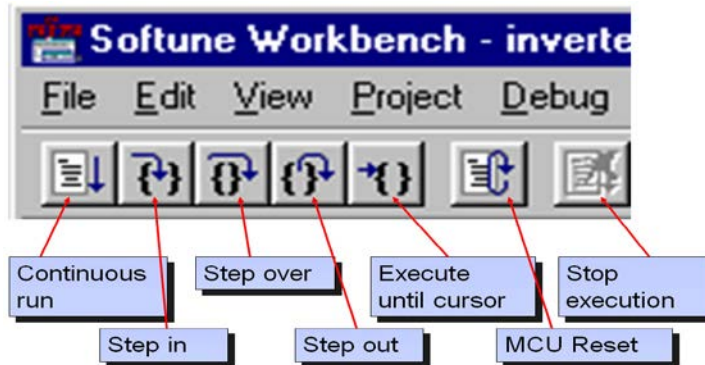 Softune Workbench - inverte
File Edit View Project Debug
Continuous
run
Step in
Step over
Step out
Execute
until cursor
MCU Reset
Stop
execution